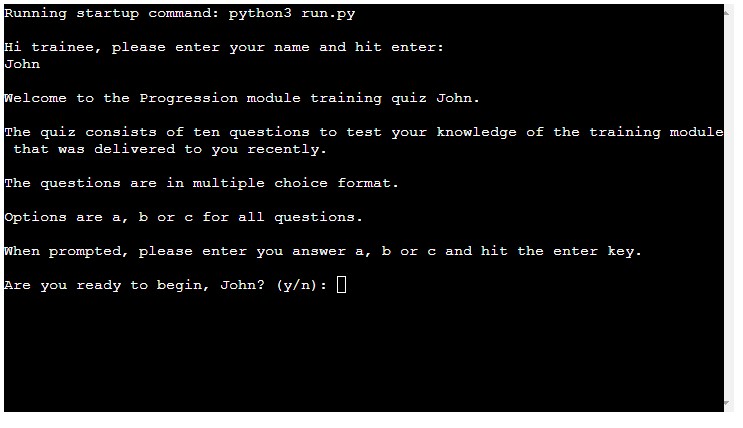 Running startup command: python3 run.py
Hi trainee, please enter your name and hit enter:
John
Welcome to the Progression module training quiz John.
The quiz consists of ten questions to test your knowledge of the training module
that was delivered to you recently.
The questions are in multiple choice format.
Options are a, b or c for all questions.
When prompted, please enter you answer a, b or c and hit the enter key.
Are you ready to begin, John? (y/n):